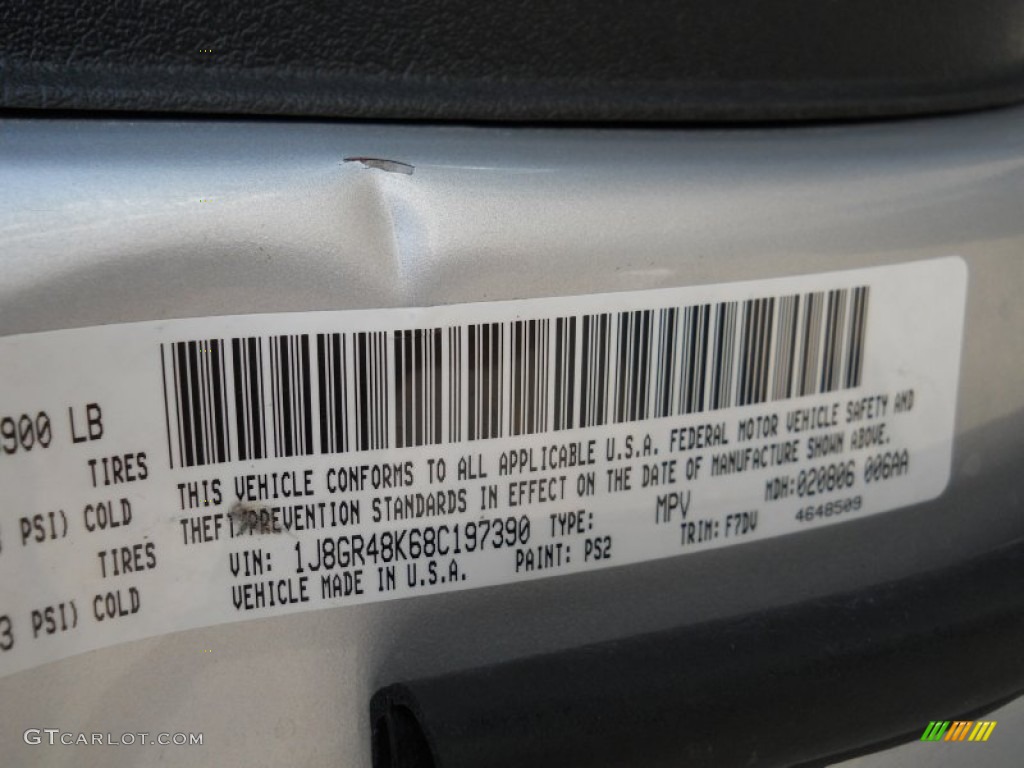 900 LB
TIRES
PSI) COLD
TIRES
3 PSI) COLD
THIS VEHICLE CONFORMS TO ALL APPLICABLE U.S.A. FEDERAL MOTOR VEHICLE SAFETY AND
THEFT PREVENTION STANDARDS IN EFFECT ON THE DATE OF MANUFACTURE SHOWN ABOVE.
VIN: 1J8GR48K68C197390 TYPE: MPV MDH:020806 006AA
VEHICLE MADE IN U.S.A. PAINT: PS2 TRIM: F7DV 4648509
GTCARLOT.COM